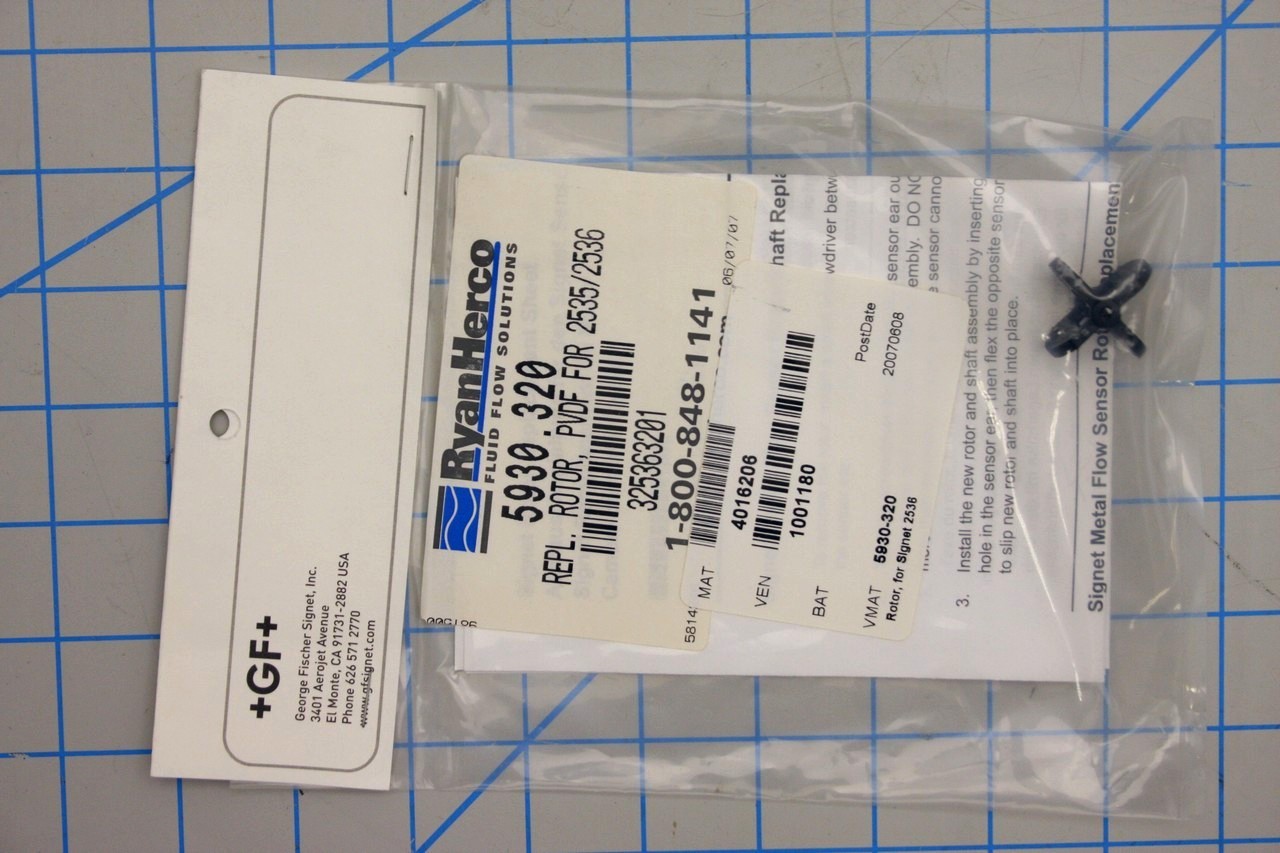 +GF+
George Fischer Signet, Inc.
3401 Aerojet Avenue
El Monte, CA 91731-2882 USA
Phone 626 571 2770
www.gfsignet.com
RyanHerco
FLUID FLOW SOLUTIONS
5930.320
REPL. ROTOR, PVDF FOR 2535/2536
325363201
1-800-848-1141
5814
06/07/07
MAT
4016206
VEN
1001180
BAT
PostDate
20070608
VMAT 5930-320
Rotor, for Signet 2536
haft Repla
wdriver betw
sensor ear ou
embly. DO NO
e sensor canno
3. Install the new rotor and shaft assembly by inserting
hole in the sensor ear, then flex the opposite sensor
to slip new rotor and shaft into place.
Signet Metal Flow Sensor Rotor placemen